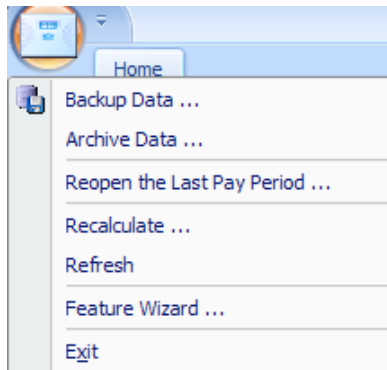 Home
Backup Data ...
Archive Data ...
Reopen the Last Pay Period ...
Recalculate ...
Refresh
Feature Wizard ...
Exit